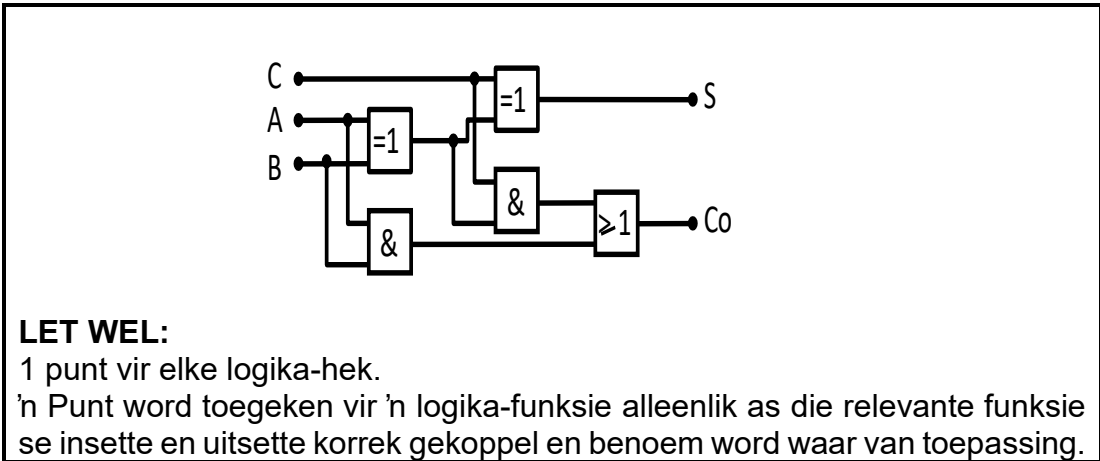 C
=1
S
A
=1
B
&
≥1
Co
&
LET WEL:
1 punt vir elke logika-hek.
'n Punt word toegeken vir 'n logika-funksie alleenlik as die relevante funksie
se insette en uitsette korrek gekoppel en benoem word waar van toepassing.